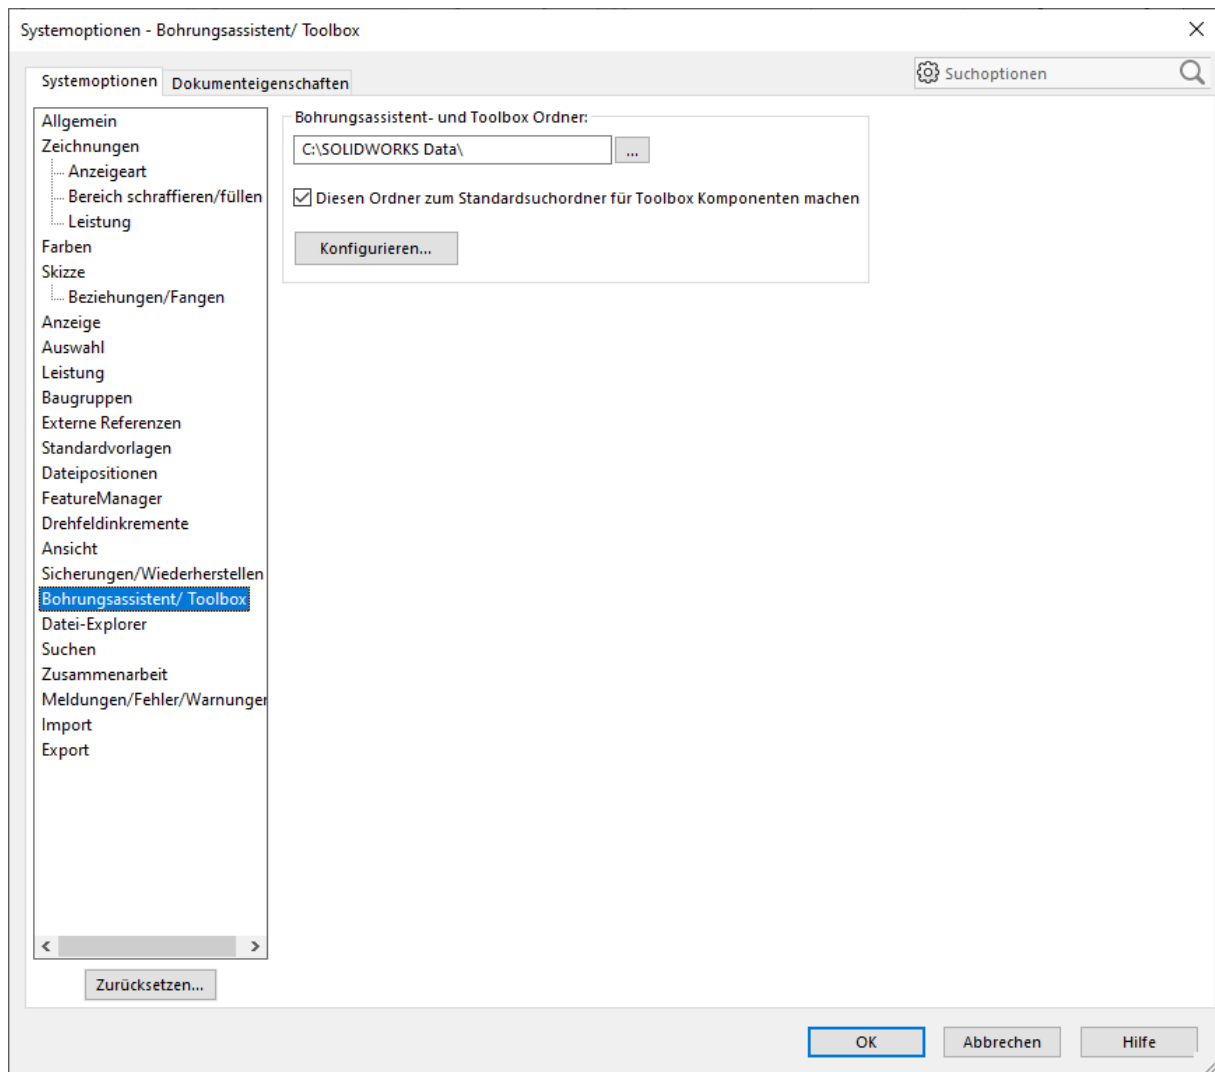 Systemoptionen - Bohrungsassistent/ Toolbox
Systemoptionen
Dokumenteigenschaften
Suchoptionen
Allgemein
Zeichnungen
Anzeigeart
Bereich schraffieren/füllen
Leistung
Farben
Skizze
Beziehungen/Fangen
Anzeige
Auswahl
Leistung
Baugruppen
Externe Referenzen
Standardvorlagen
Dateipositionen
FeatureManager
Drehfeldinkremente
Ansicht
Sicherungen/Wiederherstellen
Bohrungsassistent/ Toolbox
Datei-Explorer
Suchen
Zusammenarbeit
Meldungen/Fehler/Warnunger
Import
Export
Zurücksetzen...
Bohrungsassistent- und Toolbox Ordner:
C:\SOLIDWORKS Data\
...
Diesen Ordner zum Standardsuchordner für Toolbox Komponenten machen
Konfigurieren...
OK
Abbrechen
Hilfe